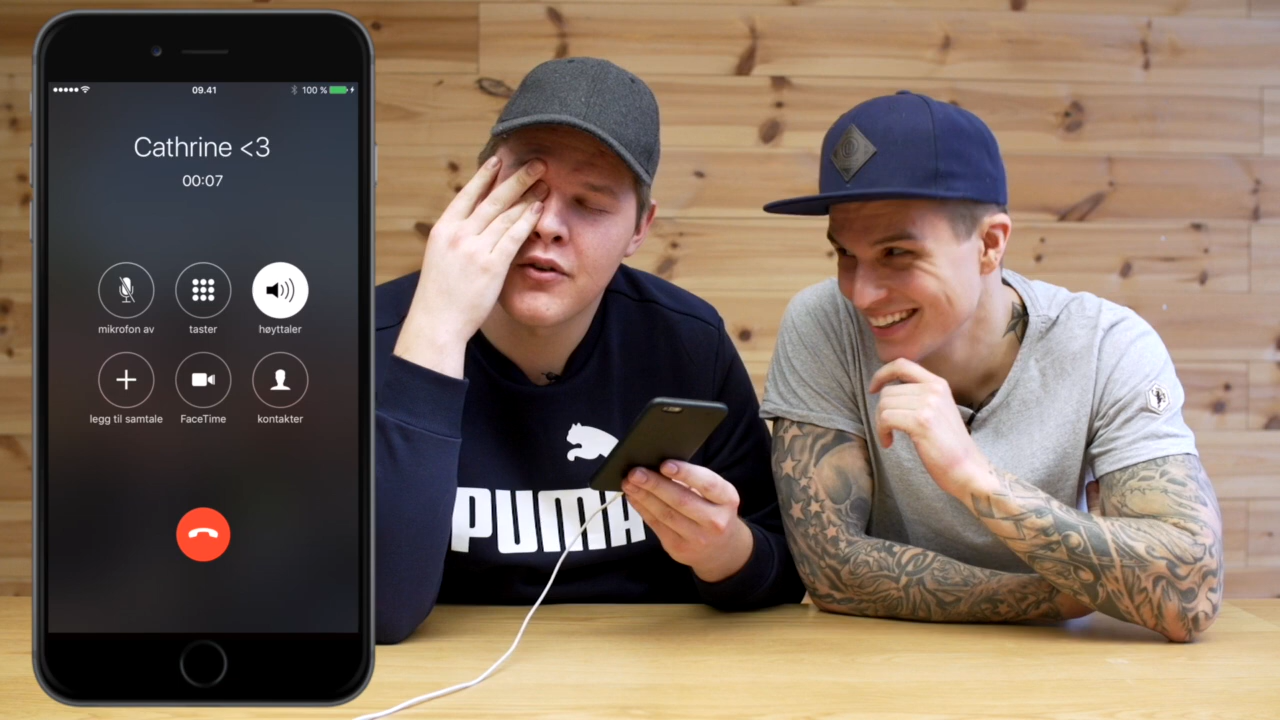 09.41
100 %
Cathrine <3
00:07
mikrofon av
taster
høyttaler
legg til samtale
FaceTime
kontakter
PUMA